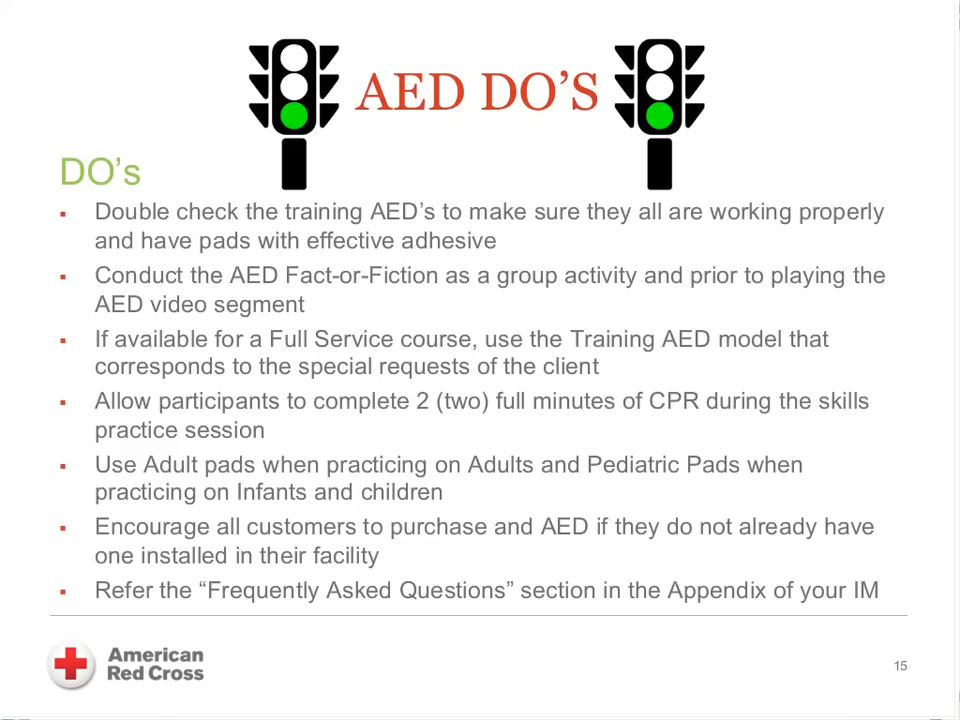 AED DO’S
DO’s
▪ Double check the training AED’s to make sure they all are working properly
and have pads with effective adhesive
▪ Conduct the AED Fact-or-Fiction as a group activity and prior to playing the
AED video segment
▪ If available for a Full Service course, use the Training AED model that
corresponds to the special requests of the client
▪ Allow participants to complete 2 (two) full minutes of CPR during the skills
practice session
▪ Use Adult pads when practicing on Adults and Pediatric Pads when
practicing on Infants and children
▪ Encourage all customers to purchase and AED if they do not already have
one installed in their facility
▪ Refer the “Frequently Asked Questions” section in the Appendix of your IM
American
Red Cross
15